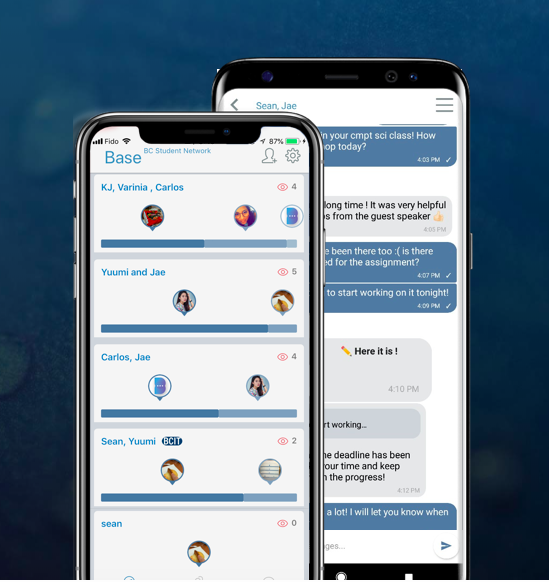 Fido
87%
BC Student Network
Base
KJ, Varinia , Carlos
4
Yuumi and Jae
5
Carlos, Jae
4
Sean, Yuumi BCIT
2
sean
0
Sean, Jae
n your cmpt sci class! How
op today?
4:03 PM ✓
long time ! It was very helpful
s from the guest speaker 👍🏻
4:05 PM
e been there too :( is there
ed for the assignment?
4:07 PM ✓
to start working on it tonight!
4:09 PM ✓
✏️ Here it is !
4:10 PM
rt working...
ne deadline has been
our time and keep
n the progress!
4:12 PM
a lot! I will let you know when
ges...